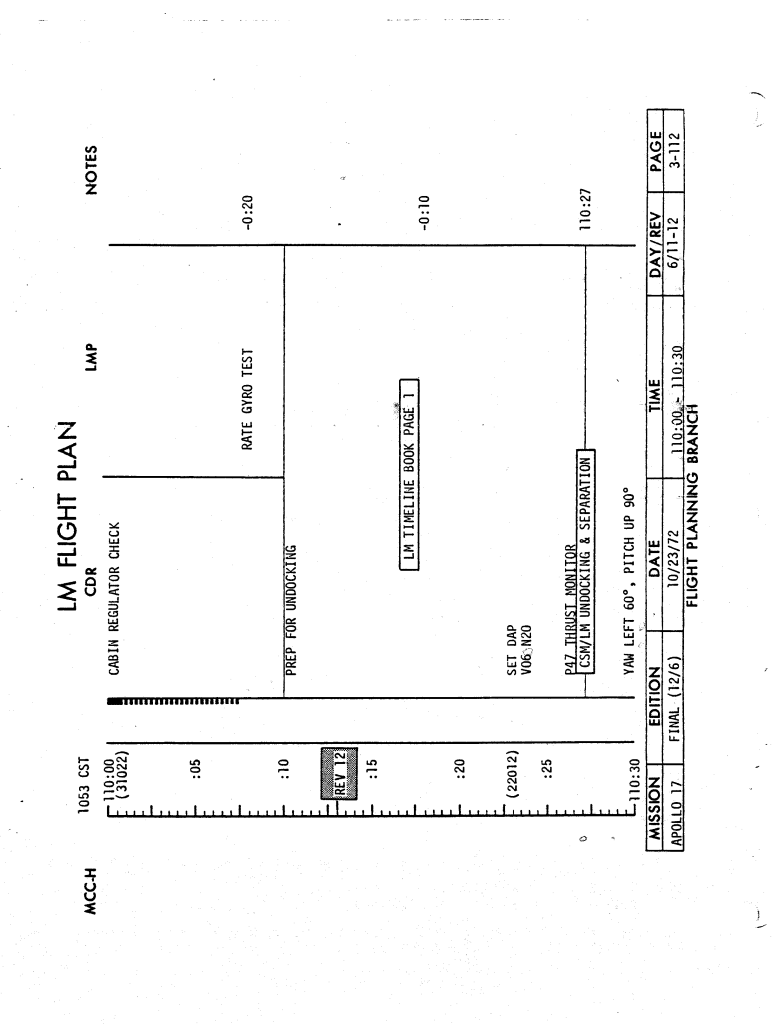 LM FLIGHT PLAN
MCC-H
CDR
LMP
NOTES
1053 CST
110:00
(31022)
CABIN REGULATOR CHECK
:05
RATE GYRO TEST
-0:20
:10
PREP FOR UNDOCKING
REV 12
:15
LM TIMELINE BOOK PAGE 1
-0:10
:20
(22012)
SET DAP
V06 N20
:25
P47 THRUST MONITOR
CSM/LM UNDOCKING & SEPARATION
110:27
YAW LEFT 60°, PITCH UP 90°
110:30
MISSION EDITION DATE TIME DAY/REV PAGE
APOLLO 17 FINAL (12/6) 10/23/72 110:00 - 110:30 6/11-12 3-112
FLIGHT PLANNING BRANCH